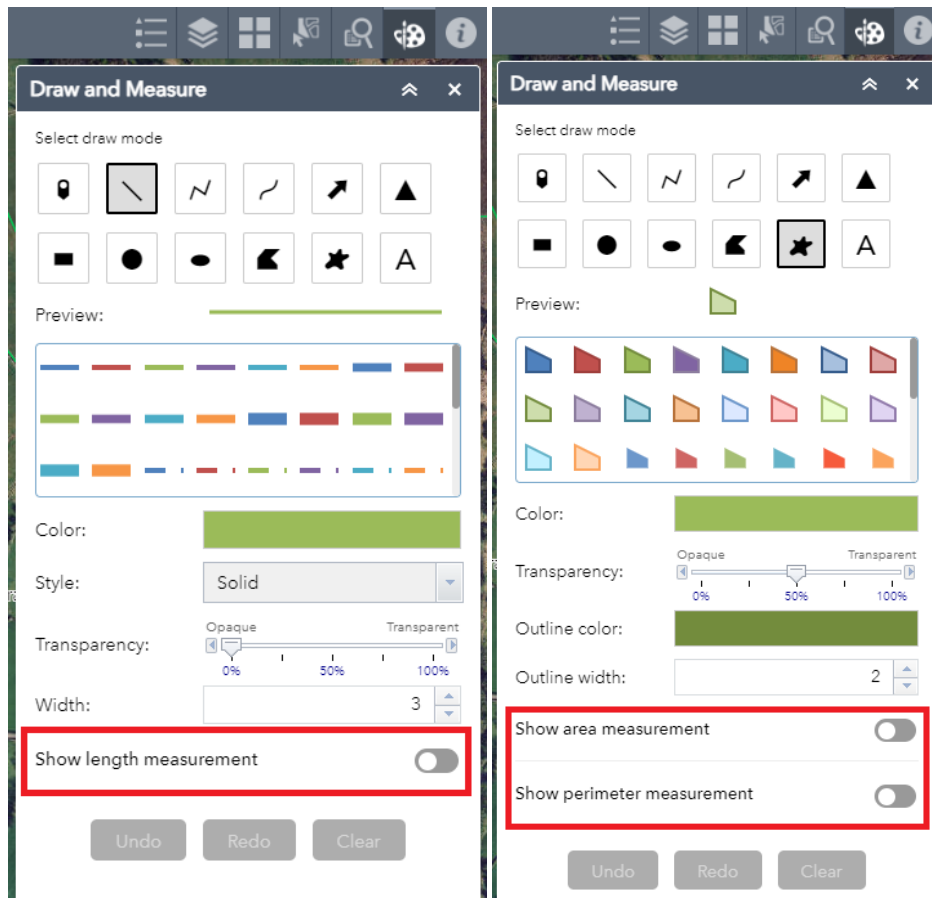 Draw and Measure
Select draw mode
A
Preview:
Color:
Style: Solid
Opaque Transparent
Transparency:
0% 50% 100%
Width: 3
Show length measurement
Undo Redo Clear
Draw and Measure
Select draw mode
A
Preview:
Color:
Opaque Transparent
Transparency:
0% 50% 100%
Outline color:
Outline width: 2
Show area measurement
Show perimeter measurement
Undo Redo Clear